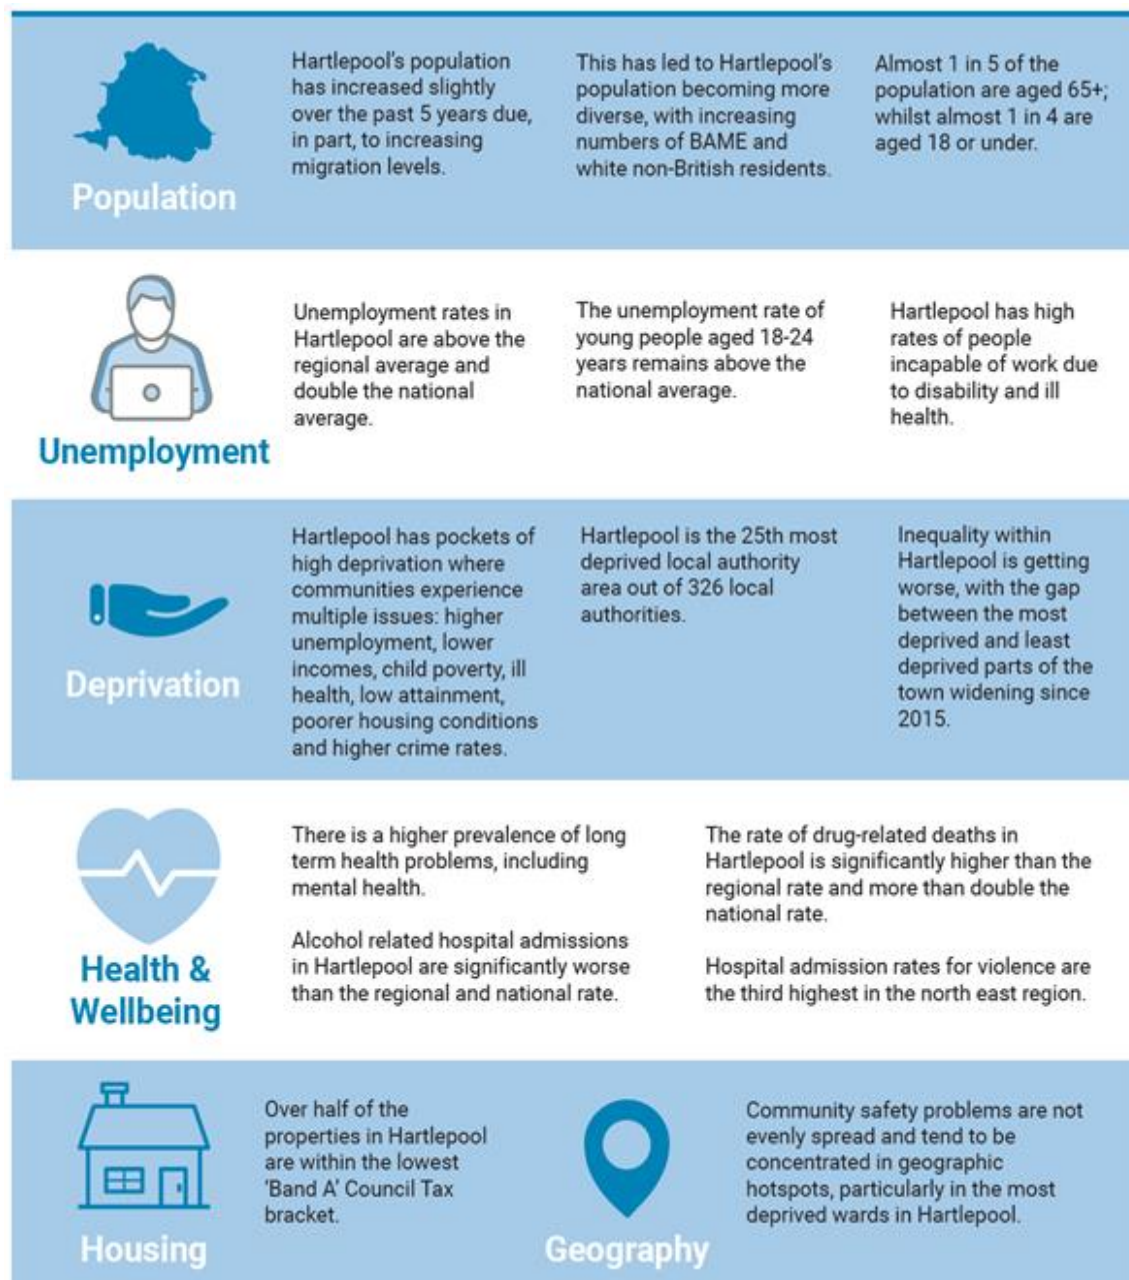 Population
Hartlepool's population
has increased slightly
over the past 5 years due,
in part, to increasing
migration levels.
This has led to Hartlepool's
population becoming more
diverse, with increasing
numbers of BAME and
white non-British residents.
Almost 1 in 5 of the
population are aged 65+;
whilst almost 1 in 4 are
aged 18 or under.
Unemployment
Unemployment rates in
Hartlepool are above the
regional average and
double the national
average.
The unemployment rate of
young people aged 18-24
years remains above the
national average.
Hartlepool has high
rates of people
incapable of work due
to disability and ill
health.
Deprivation
Hartlepool has pockets of
high deprivation where
communities experience
multiple issues: higher
unemployment, lower
incomes, child poverty, ill
health, low attainment,
poorer housing conditions
and higher crime rates.
Hartlepool is the 25th most
deprived local authority
area out of 326 local
authorities.
Inequality within
Hartlepool is getting
worse, with the gap
between the most
deprived and least
deprived parts of the
town widening since
2015.
Health &
Wellbeing
There is a higher prevalence of long
term health problems, including
mental health.
Alcohol related hospital admissions
in Hartlepool are significantly worse
than the regional and national rate.
The rate of drug-related deaths in
Hartlepool is significantly higher than the
regional rate and more than double the
national rate.
Hospital admission rates for violence are
the third highest in the north east region.
Housing
Over half of the
properties in Hartlepool
are within the lowest
'Band A' Council Tax
bracket.
Geography
Community safety problems are not
evenly spread and tend to be
concentrated in geographic
hotspots, particularly in the most
deprived wards in Hartlepool.